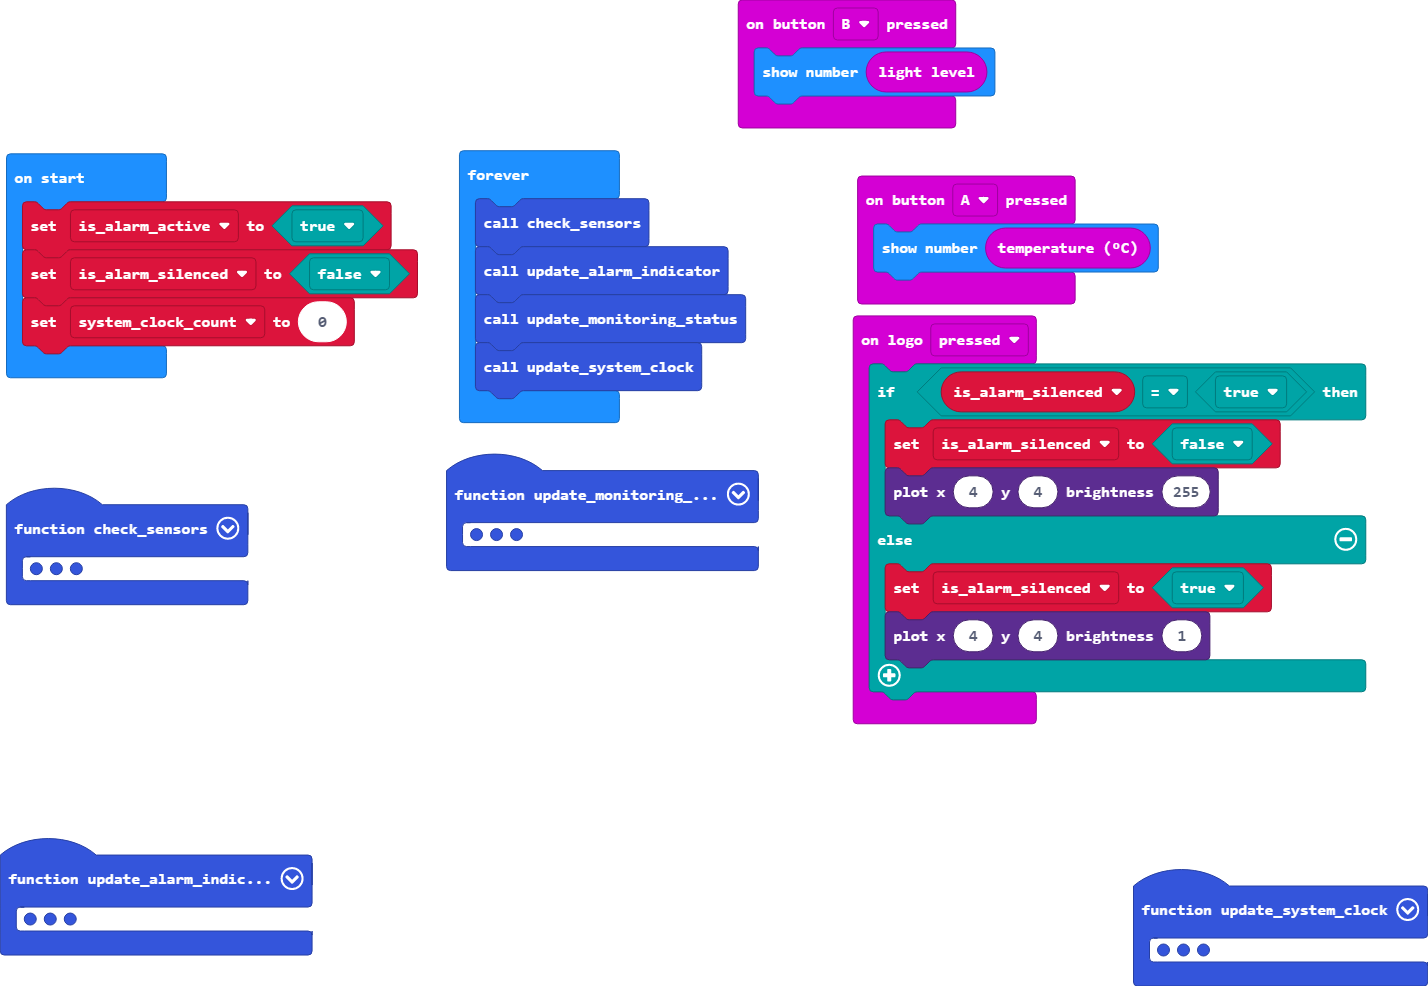 on button B pressed
show number light level
on start
set is_alarm_active to true
set is_alarm_silenced to false
set system_clock_count to 0
forever
call check_sensors
call update_alarm_indicator
call update_monitoring_status
call update_system_clock
on button A pressed
show number temperature (ºC)
on logo pressed
if is_alarm_silenced = true then
set is_alarm_silenced to false
plot x 4 y 4 brightness 255
else
set is_alarm_silenced to true
plot x 4 y 4 brightness 1
function check_sensors
function update_monitoring_...
function update_alarm_indic...
function update_system_clock